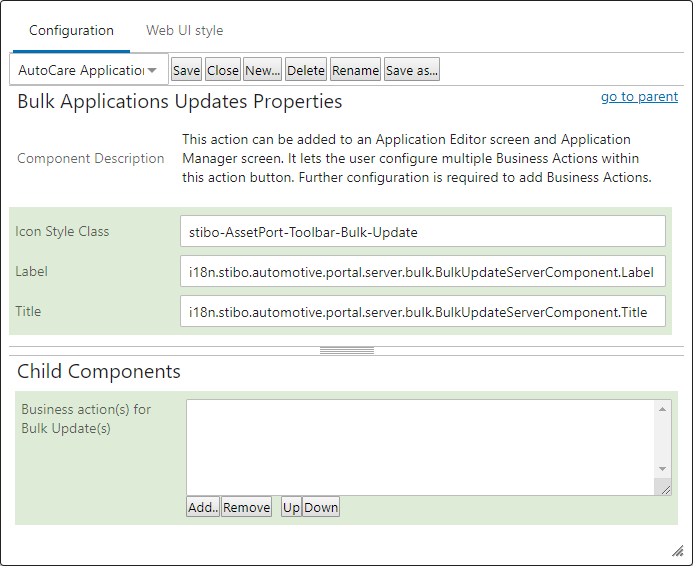 Configuration
Web UI style
AutoCare Application
Save
Close
New...
Delete
Rename
Save as...
Bulk Applications Updates Properties
go to parent
Component Description
This action can be added to an Application Editor screen and Application
Manager screen. It lets the user configure multiple Business Actions within
this action button. Further configuration is required to add Business Actions.
Icon Style Class
stibo-AssetPort-Toolbar-Bulk-Update
Label
i18n.stibo.automotive.portal.server.bulk.BulkUpdateServerComponent.Label
Title
i18n.stibo.automotive.portal.server.bulk.BulkUpdateServerComponent.Title
Child Components
Business action(s) for
Bulk Update(s)
Add..
Remove
Up
Down